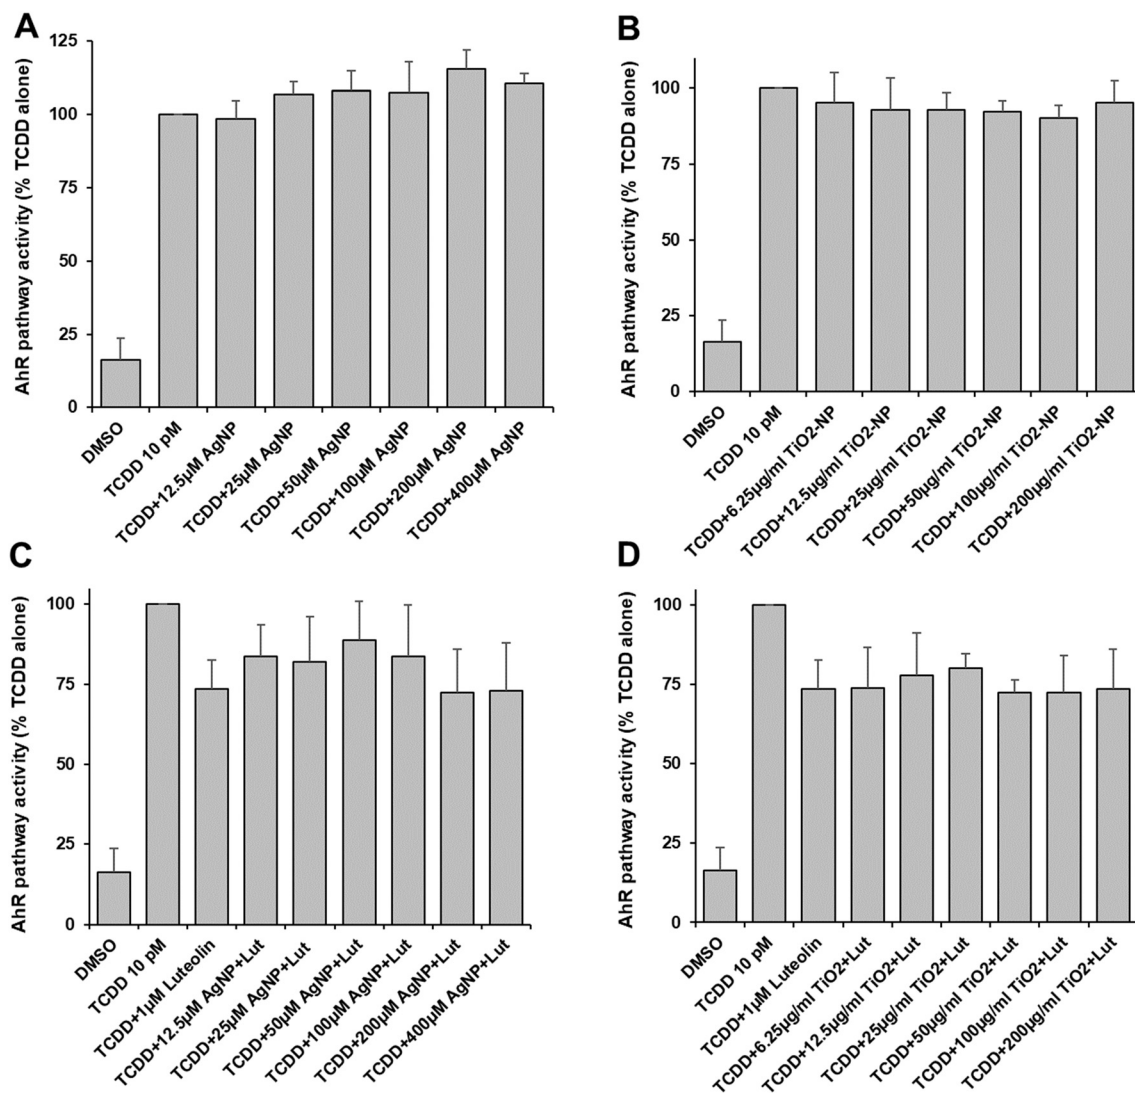 A
AhR pathway activity (% TCDD alone)
125
100
75
50
25
0
DMSO
TCDD 10 pM
TCDD+12.5µM AgNP
TCDD+25µM AgNP
TCDD+50µM AgNP
TCDD+100µM AgNP
TCDD+200µM AgNP
TCDD+400µM AgNP
B
AhR pathway activity (% TCDD alone)
100
75
50
25
0
DMSO
TCDD 10 pM
TCDD+6.25µg/ml TiO2-NP
TCDD+12.5µg/ml TiO2-NP
TCDD+25µg/ml TiO2-NP
TCDD+50µg/ml TiO2-NP
TCDD+100µg/ml TiO2-NP
TCDD+200µg/ml TiO2-NP
C
AhR pathway activity (% TCDD alone)
100
75
50
25
0
DMSO
TCDD 10 pM
TCDD+1µM Luteolin
TCDD+12.5µM AgNP+Lut
TCDD+25µM AgNP+Lut
TCDD+50µM AgNP+Lut
TCDD+100µM AgNP+Lut
TCDD+200µM AgNP+Lut
TCDD+400µM AgNP+Lut
D
AhR pathway activity (% TCDD alone)
100
75
50
25
0
DMSO
TCDD 10 pM
TCDD+1µM Luteolin
TCDD+6.25µg/ml TiO2+Lut
TCDD+12.5µg/ml TiO2+Lut
TCDD+25µg/ml TiO2+Lut
TCDD+50µg/ml TiO2+Lut
TCDD+100µg/ml TiO2+Lut
TCDD+200µg/ml TiO2+Lut